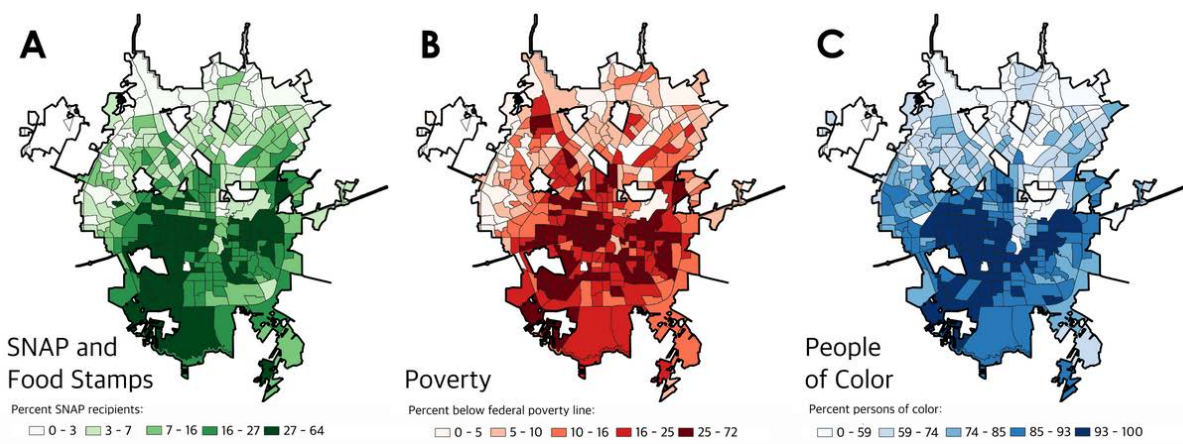 A
SNAP and
Food Stamps
Percent SNAP recipients:
0 - 3 3 - 7 7 - 16 16 - 27 27 - 64
B
Poverty
Percent below federal poverty line:
0 - 5 5 - 10 10 - 16 16 - 25 25 - 72
C
People
of Color
Percent persons of color:
0 - 59 59 - 74 74 - 85 85 - 93 93 - 100